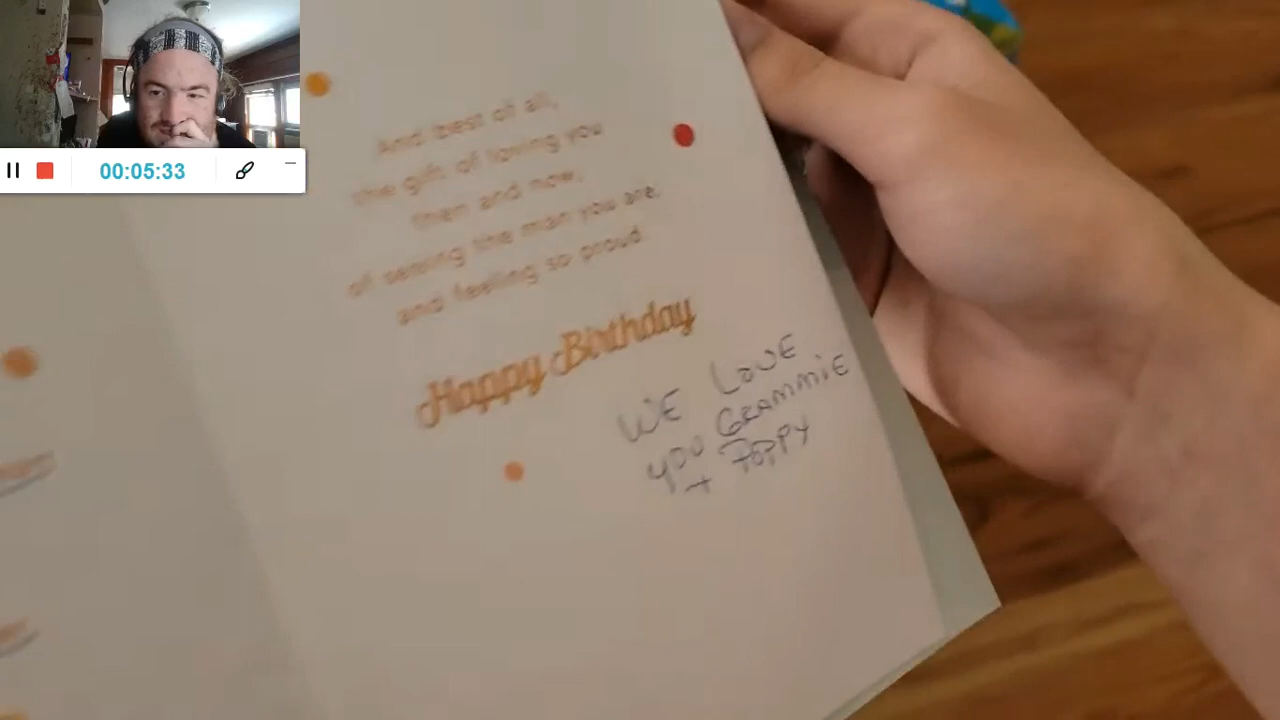 00:05:33
And best of all,
the gift of loving you
then and now,
of seeing the man you are,
and feeling so proud.
Happy Birthday
WE LOVE
YOU GRAMMIE
+ POPPY